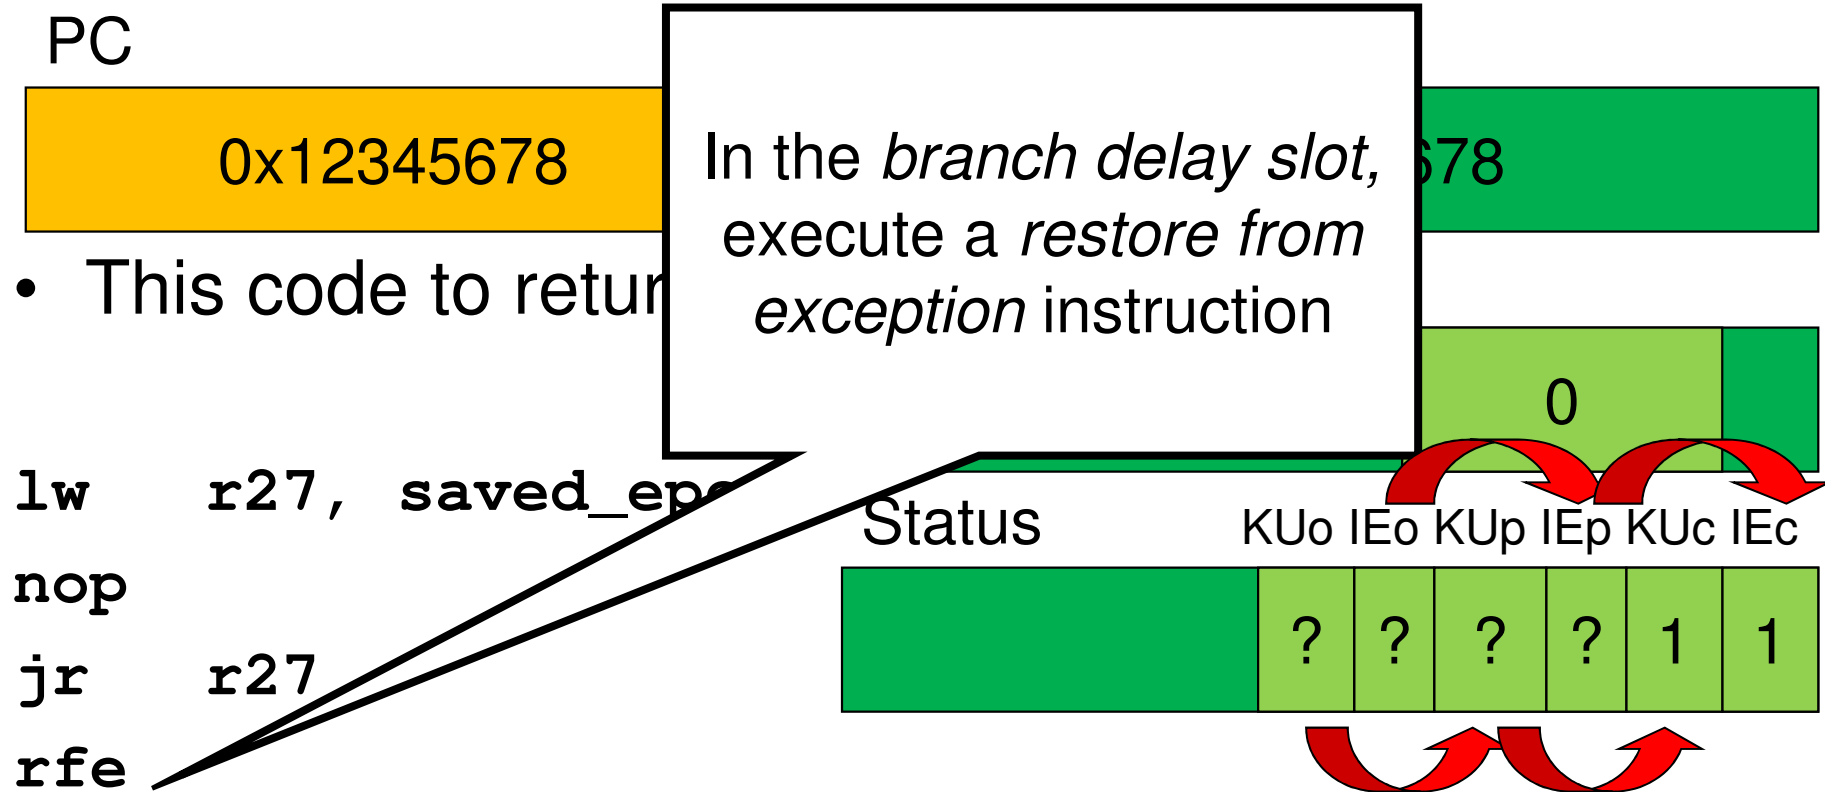 PC
0x12345678
678
In the branch delay slot,
execute a restore from
exception instruction
• This code to retur
0
lw r27, saved_epc
Status
KUo IEo KUp IEp KUc IEc
nop
? ? ? ? 1 1
jr r27
rfe